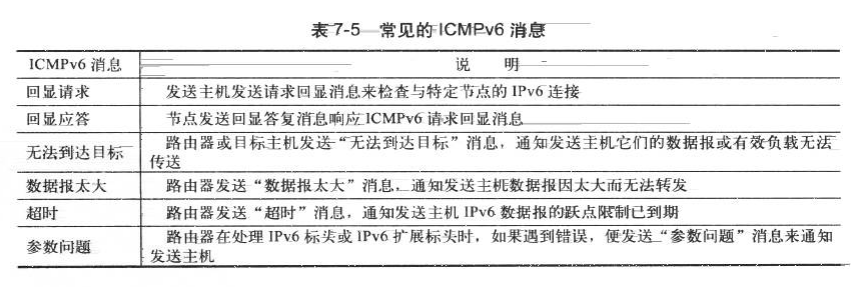 表7-5 常见的ICMPv6消息
ICMPv6 消息 说 明
回显请求 发送主机发送请求回显消息来检查与特定节点的 IPv6 连接
回显应答 节点发送回显答复消息响应 ICMPv6 请求回显消息
无法到达目标 路由器或目标主机发送“无法到达目标”消息，通知发送主机它们的数据报或有效负载无法
传送
数据报太大 路由器发送“数据报太大”消息，通知发送主机数据报因太大而无法转发
超时 路由器发送“超时”消息，通知发送主机 IPv6 数据报的跃点限制已到期
参数问题 路由器在处理 IPv6 标头或 IPv6 扩展标头时，如果遇到错误，便发送“参数问题”消息来通知
发送主机